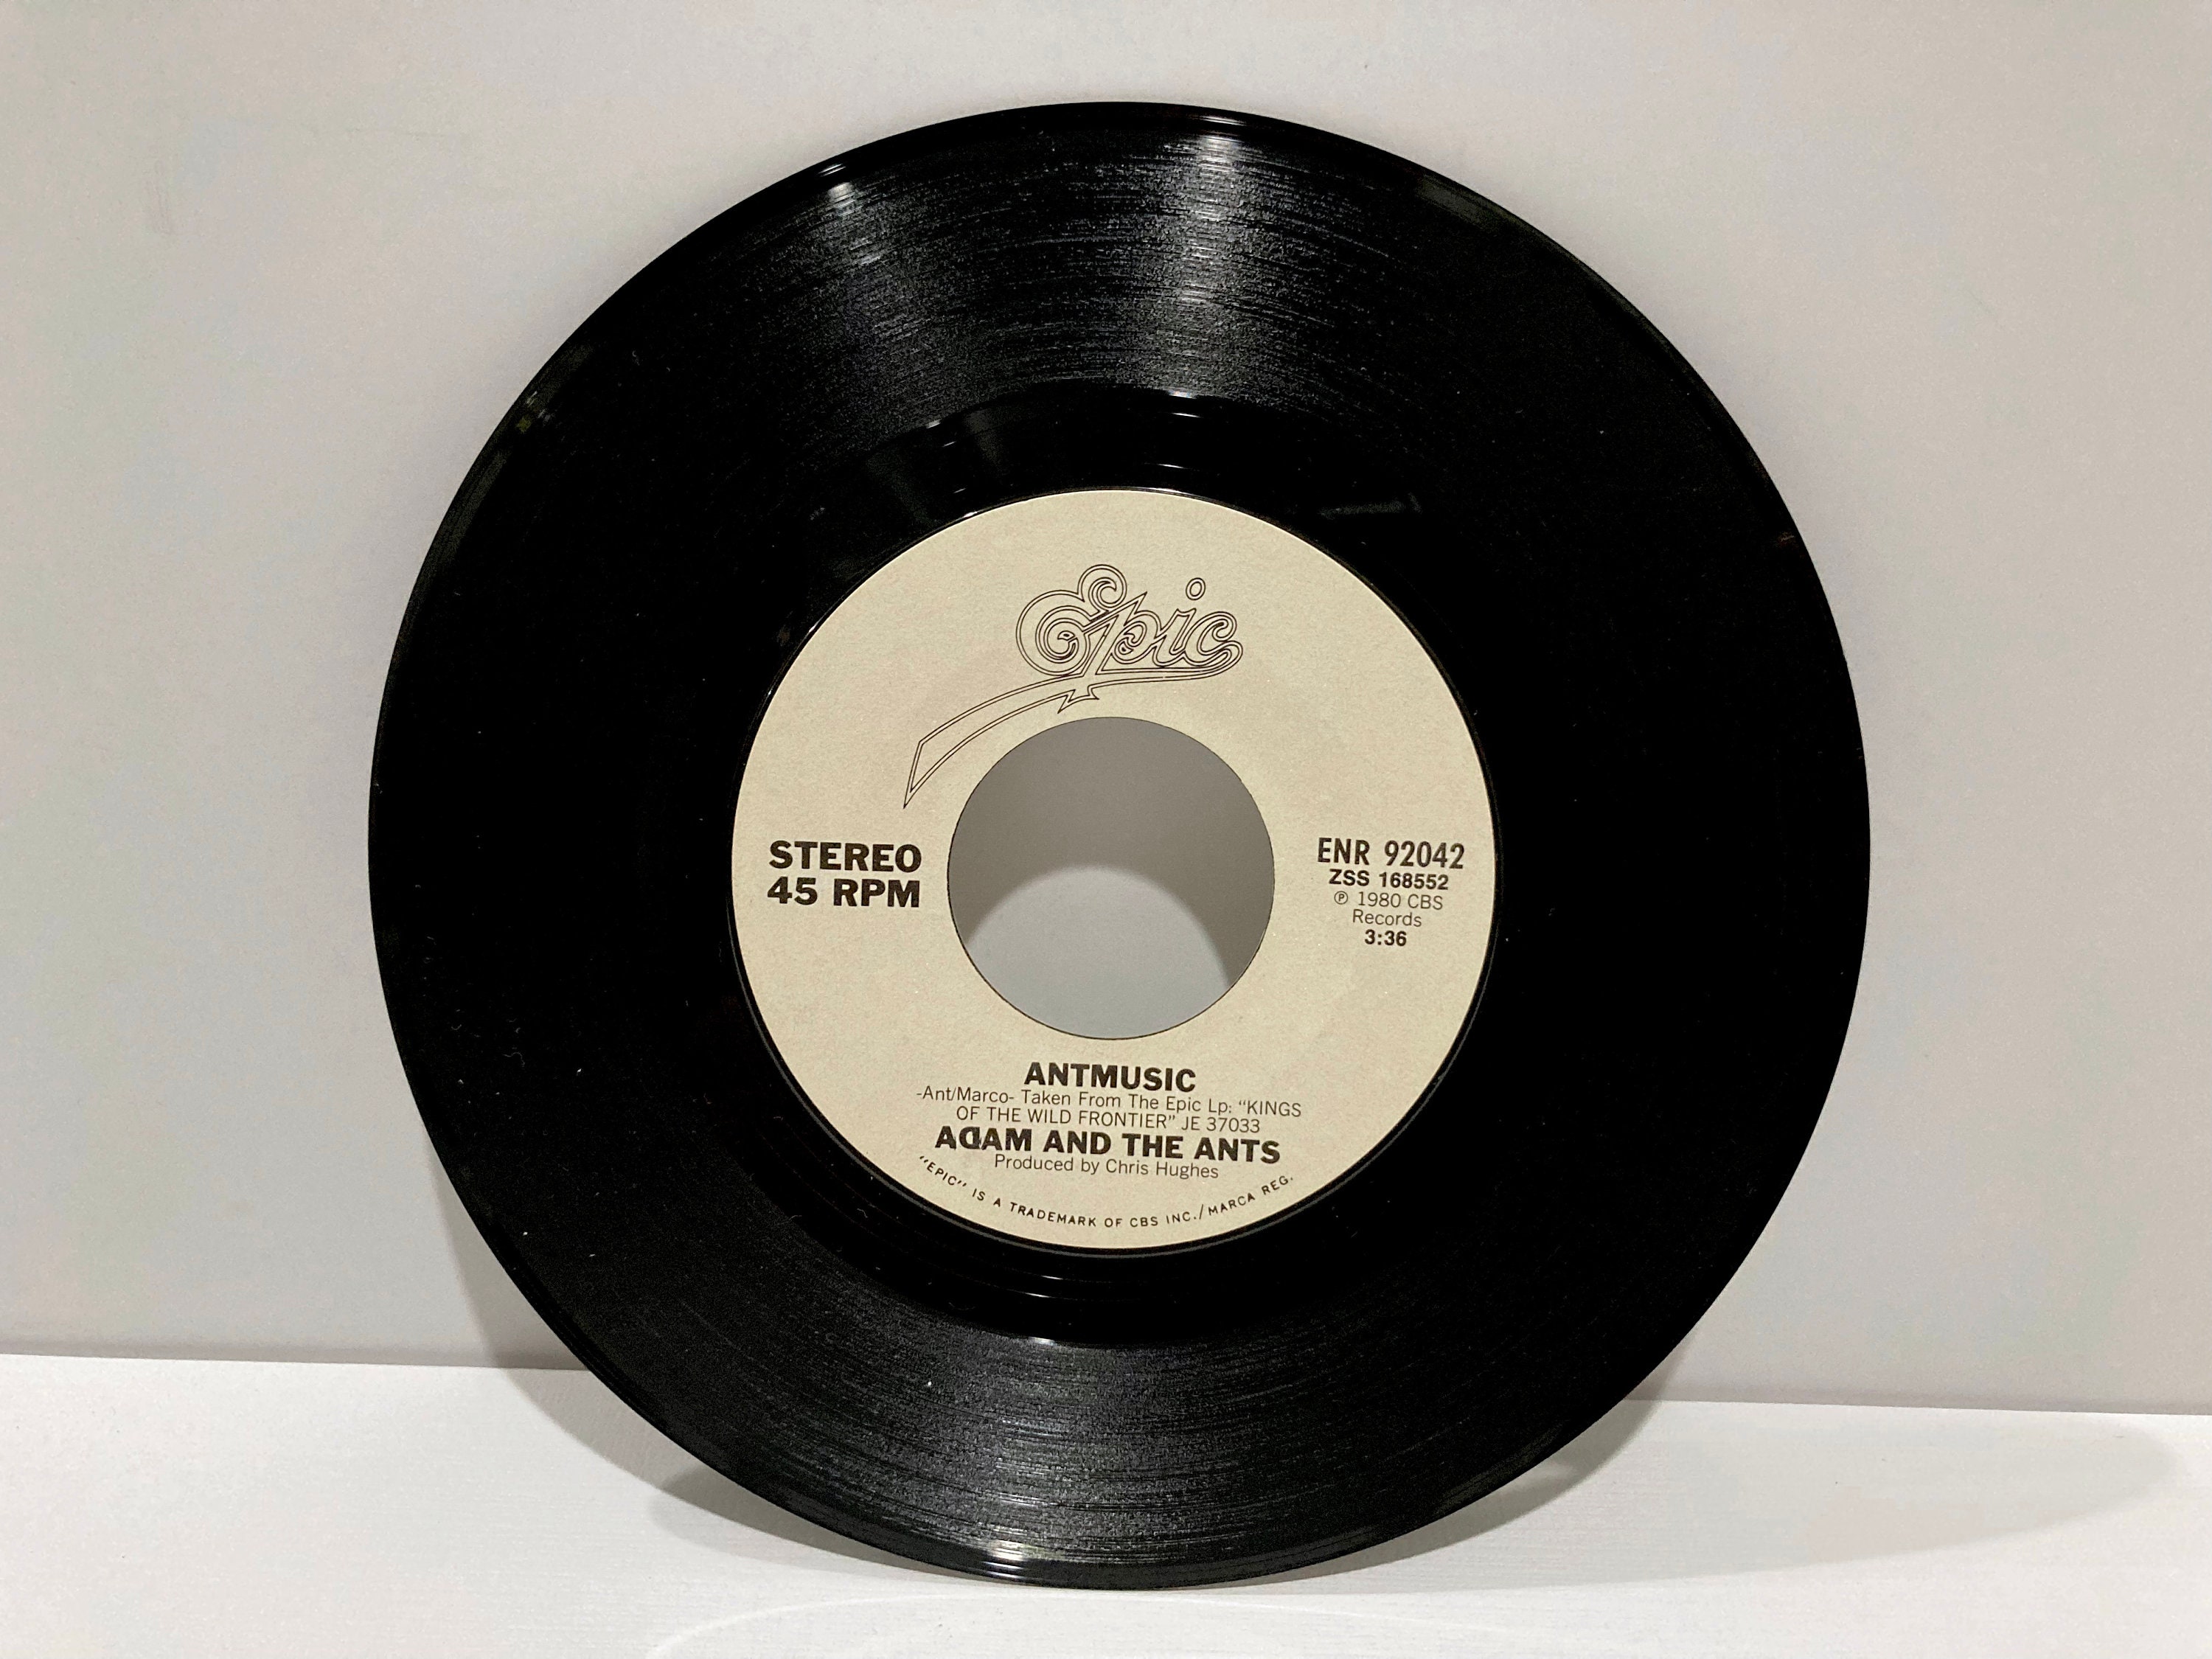 Epic
STEREO
45 RPM
ENR 92042
ZSS 168552
℗ 1980 CBS
Records
3:36
ANTMUSIC
-Ant/Marco- Taken From The Epic Lp: “KINGS
OF THE WILD FRONTIER” JE 37033
ADAM AND THE ANTS
Produced by Chris Hughes
“EPIC” IS A TRADEMARK OF CBS INC./MARCA REG.